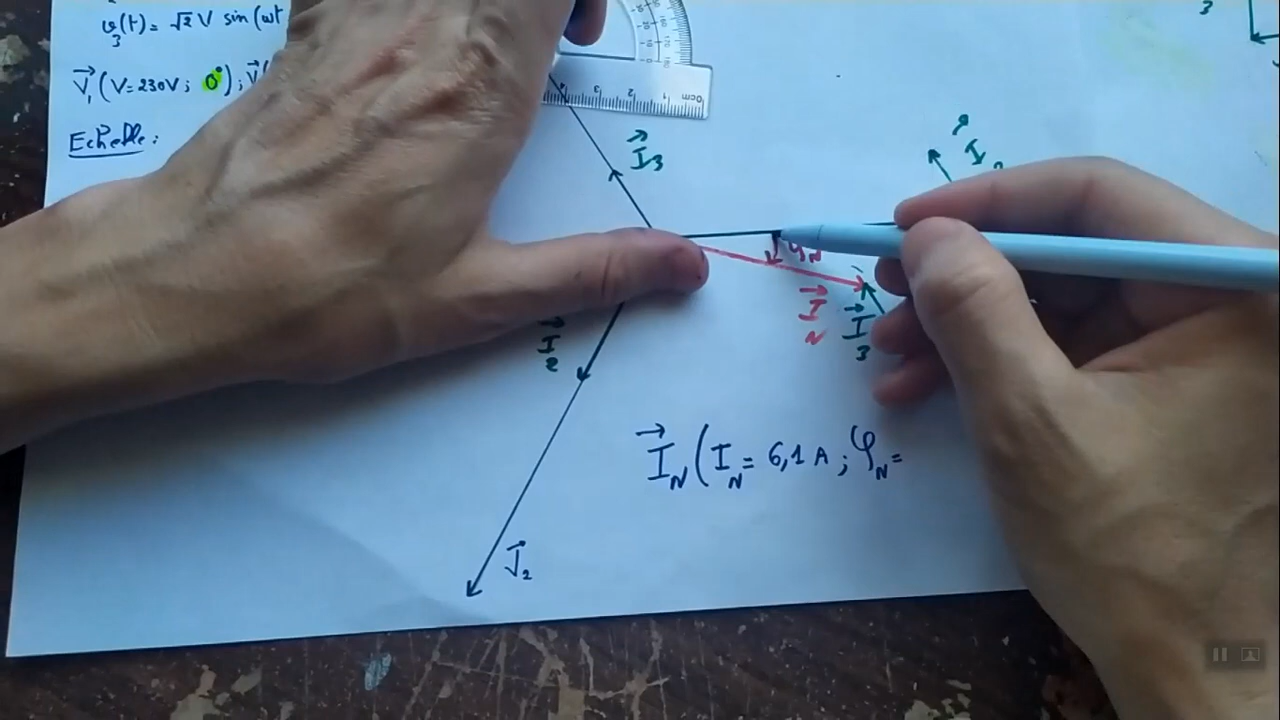 v₃(t) = √2 V sin(ωt
V⃗₁ (V=230V ; 0°) ; V⃗(
Echelle :
3
I⃗₃
φN
I⃗N
I⃗₃
I⃗₂
I⃗N (IN = 6,1 A ; φN =
V⃗₂
0cm 1 2 3